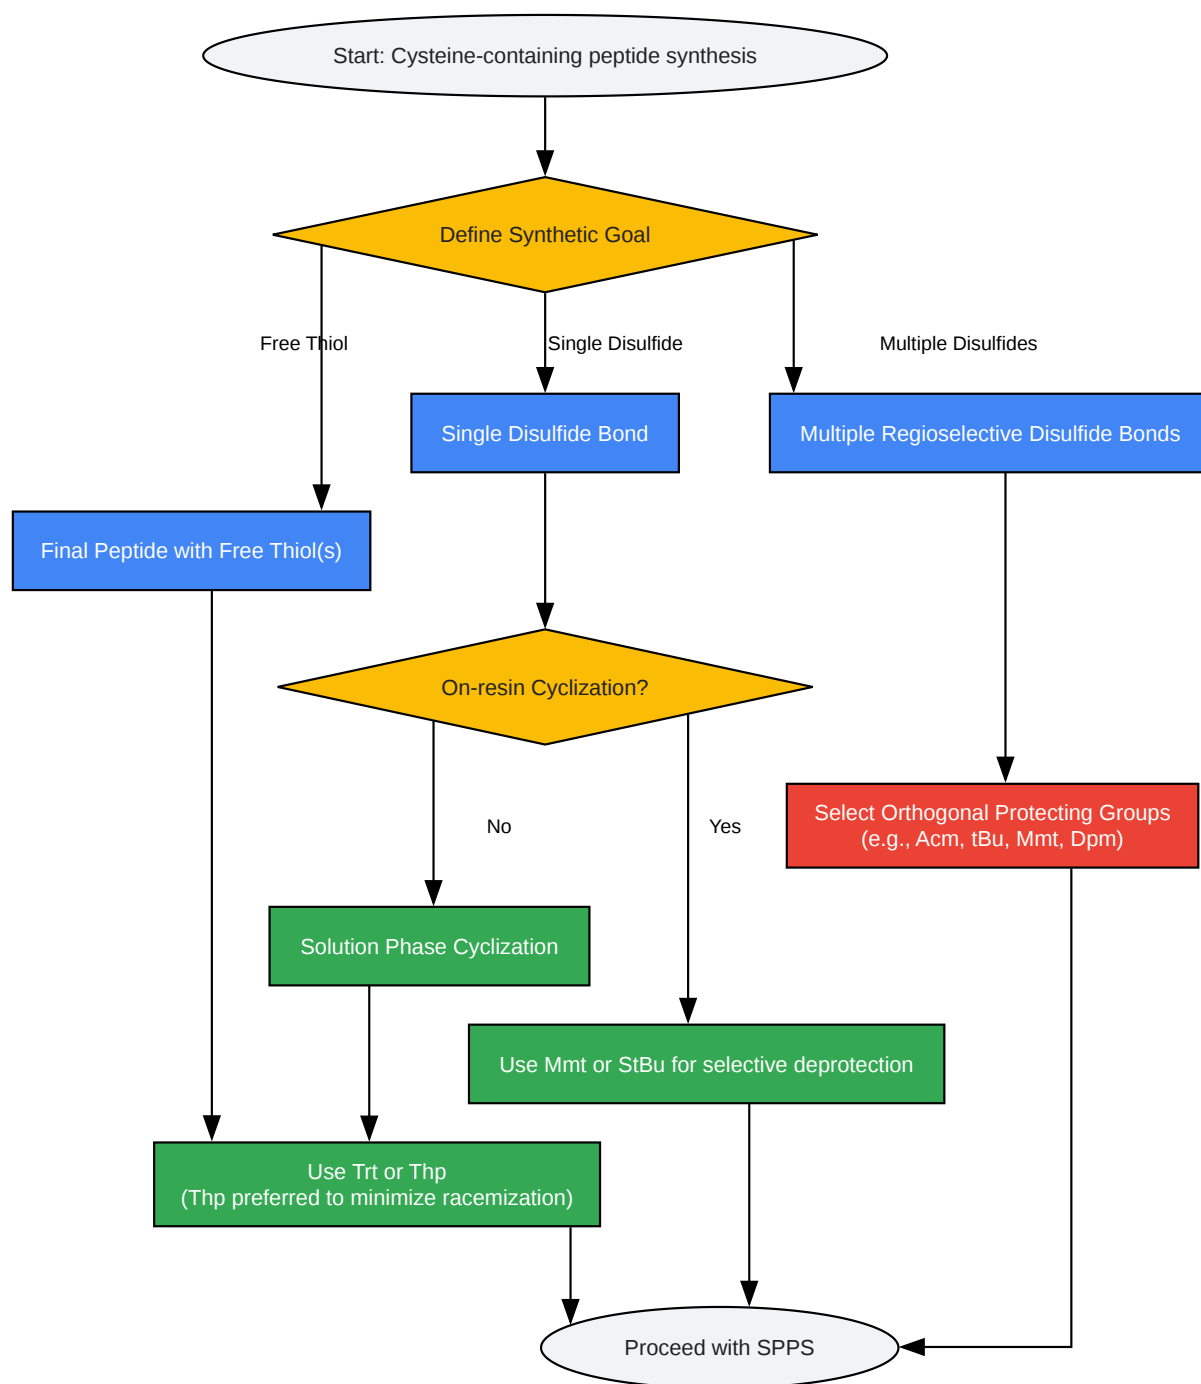 Start: Cysteine-containing peptide synthesis
Define Synthetic Goal
Free Thiol
Single Disulfide
Multiple Disulfides
Single Disulfide Bond
Multiple Regioselective Disulfide Bonds
Final Peptide with Free Thiol(s)
On-resin Cyclization?
No
Yes
Select Orthogonal Protecting Groups
(e.g., Acm, tBu, Mmt, Dpm)
Solution Phase Cyclization
Use Mmt or StBu for selective deprotection
Use Trt or Thp
(Thp preferred to minimize racemization)
Proceed with SPPS